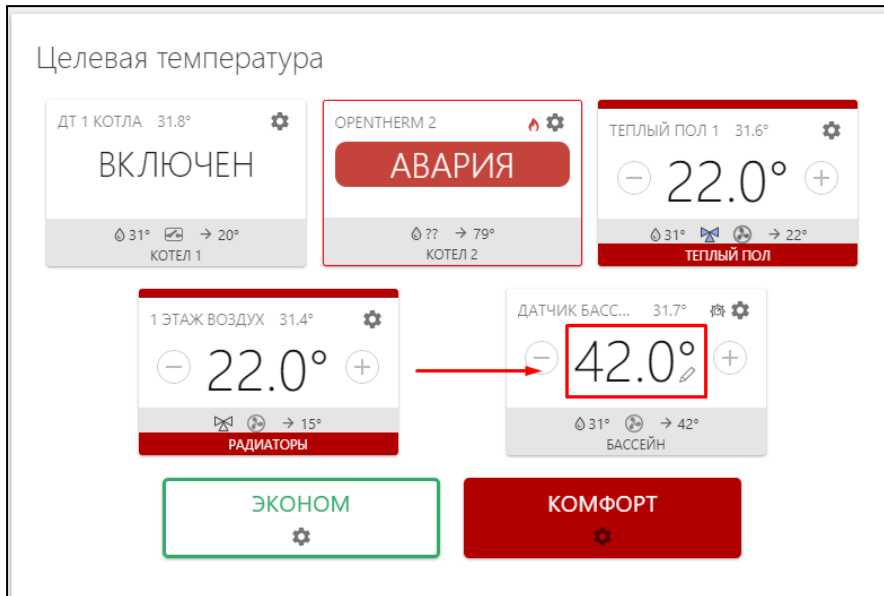 Целевая температура
ДТ 1 КОТЛА 31.8°
ВКЛЮЧЕН
31° → 20°
КОТЕЛ 1
OPENTHERM 2
АВАРИЯ
?? → 79°
КОТЕЛ 2
ТЕПЛЫЙ ПОЛ 1 31.6°
22.0°
31° → 22°
ТЕПЛЫЙ ПОЛ
1 ЭТАЖ ВОЗДУХ 31.4°
22.0°
→ 15°
РАДИАТОРЫ
ДАТЧИК БАСС... 31.7°
42.0°
31° → 42°
БАССЕЙН
ЭКОНОМ
КОМФОРТ